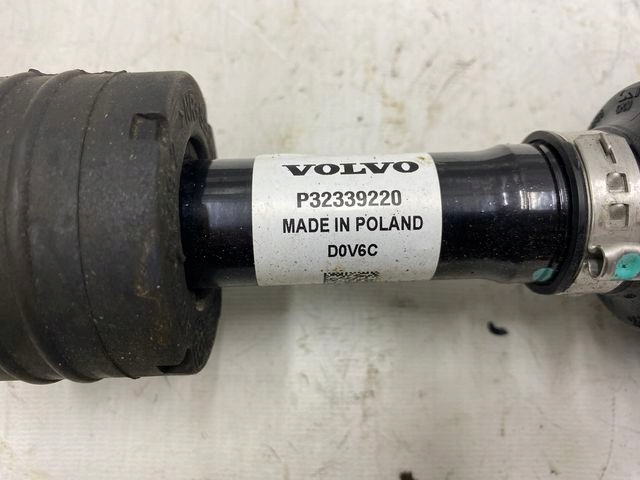 VOLVO
P32339220
MADE IN POLAND
D0V6C